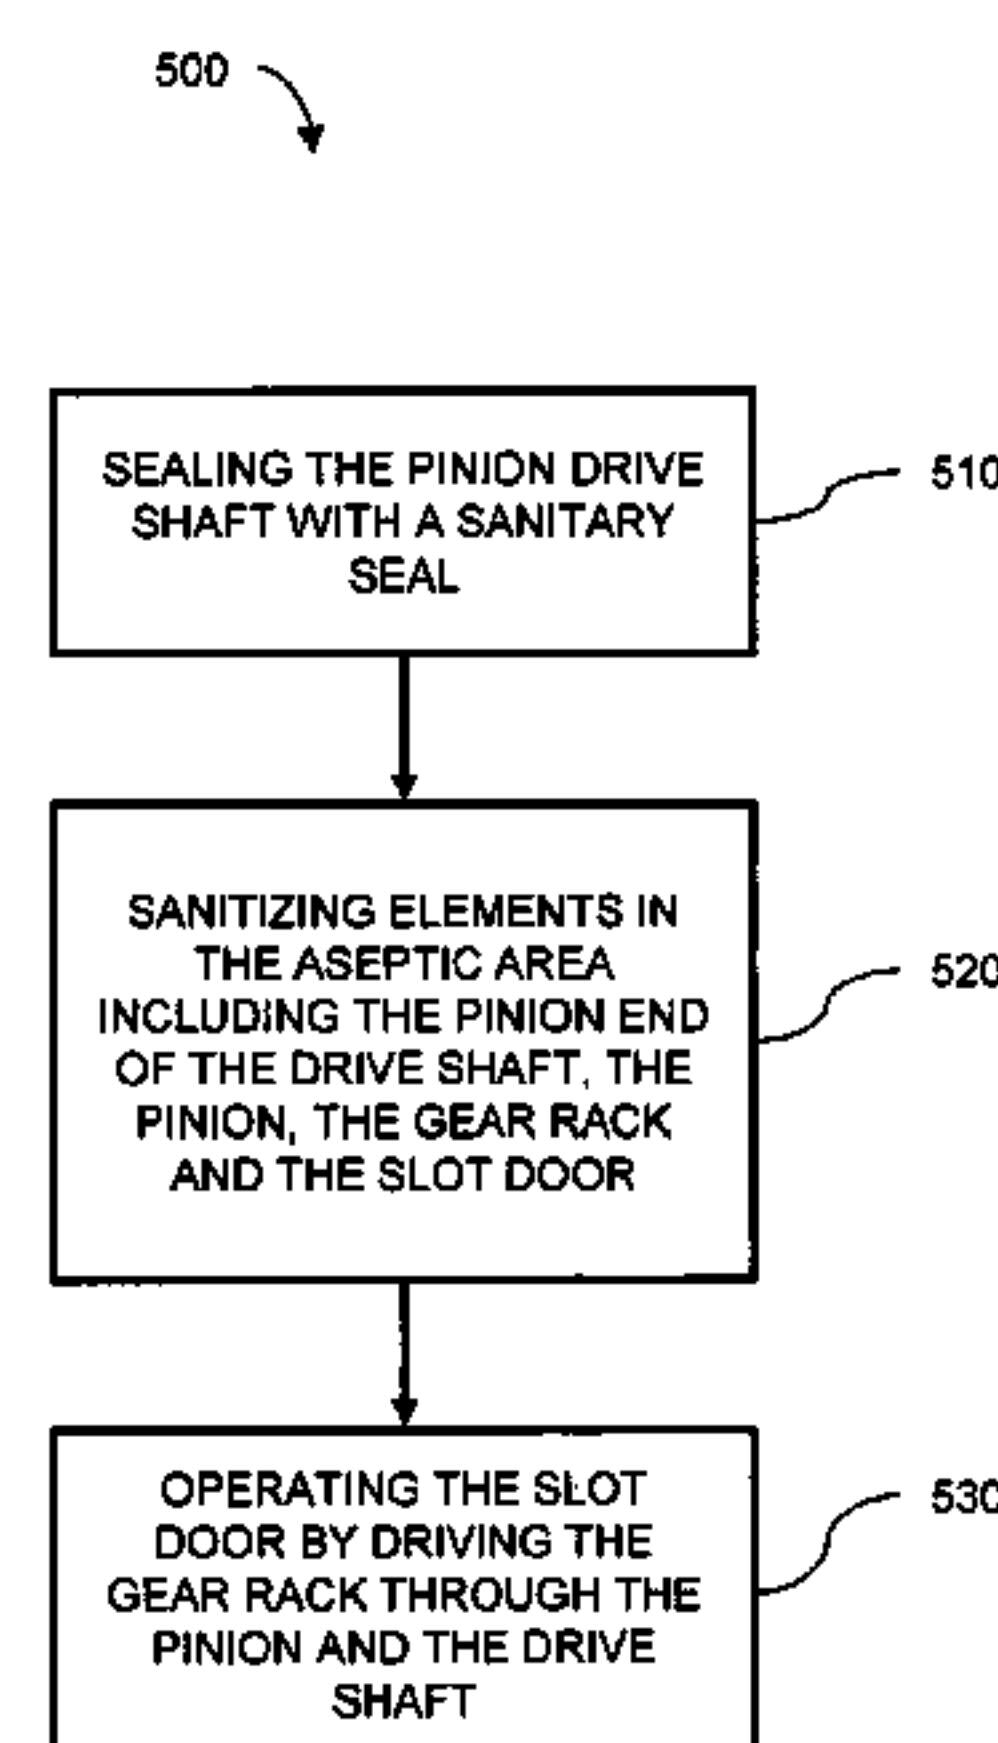 500
SEALING THE PINION DRIVE
SHAFT WITH A SANITARY
SEAL
510
SANITIZING ELEMENTS IN
THE ASEPTIC AREA
INCLUDING THE PINION END
OF THE DRIVE SHAFT, THE
PINION, THE GEAR RACK
AND THE SLOT DOOR
520
OPERATING THE SLOT
DOOR BY DRIVING THE
GEAR RACK THROUGH THE
PINION AND THE DRIVE
SHAFT
530